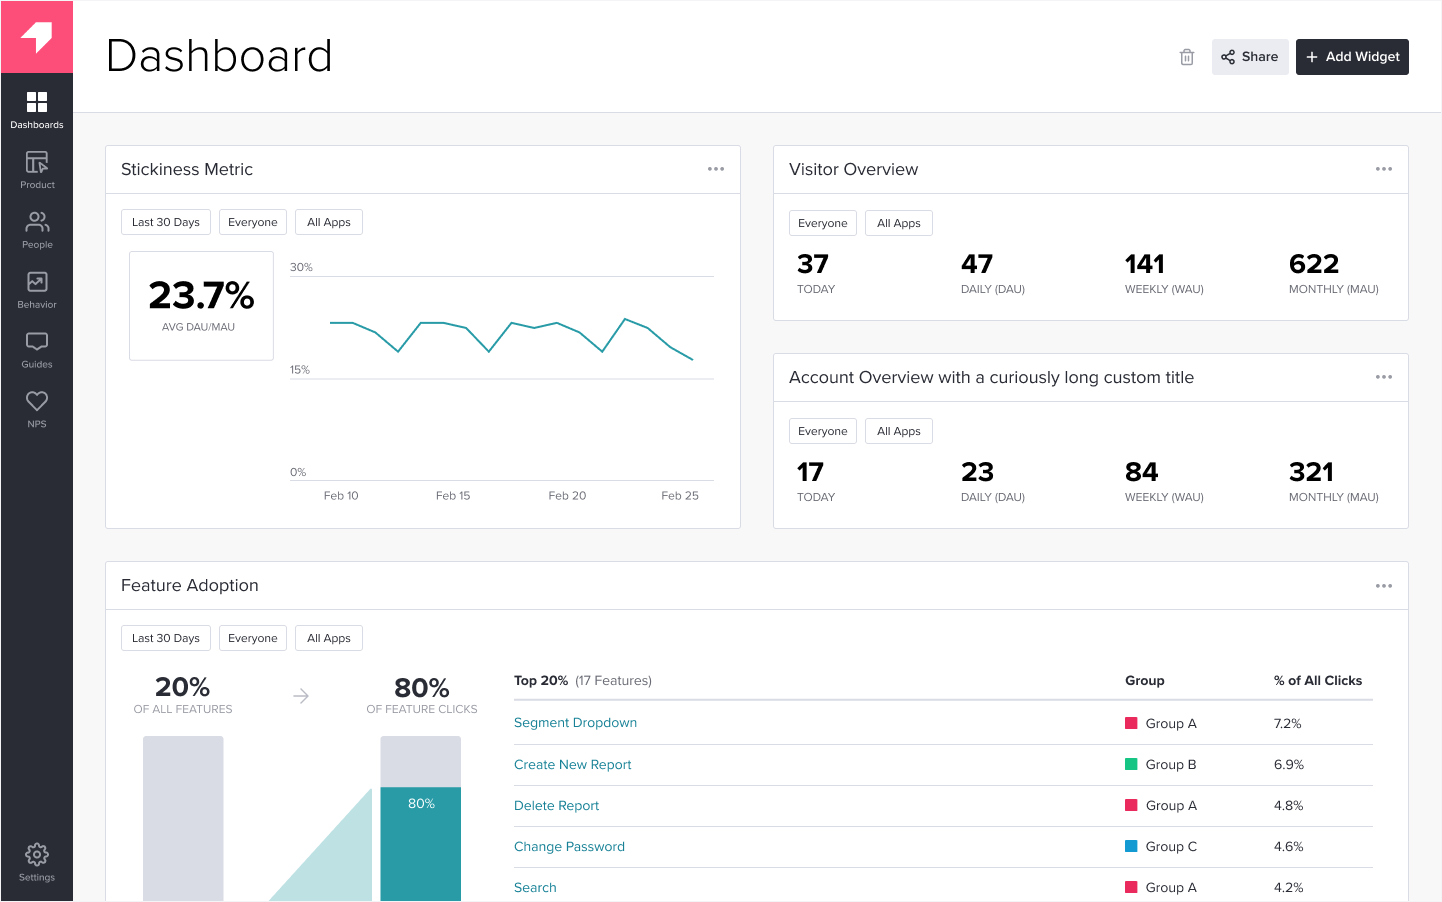 Dashboard
Share
+ Add Widget
Dashboards
Product
People
Behavior
Guides
NPS
Settings
Stickiness Metric
Last 30 Days Everyone All Apps
23.7%
AVG DAU/MAU
30%
15%
0%
Feb 10 Feb 15 Feb 20 Feb 25
Visitor Overview
Everyone All Apps
37 47 141 622
TODAY DAILY (DAU) WEEKLY (WAU) MONTHLY (MAU)
Account Overview with a curiously long custom title
Everyone All Apps
17 23 84 321
TODAY DAILY (DAU) WEEKLY (WAU) MONTHLY (MAU)
Feature Adoption
Last 30 Days Everyone All Apps
20% 80%
OF ALL FEATURES OF FEATURE CLICKS
80%
Top 20% (17 Features) Group % of All Clicks
Segment Dropdown Group A 7.2%
Create New Report Group B 6.9%
Delete Report Group A 4.8%
Change Password Group C 4.6%
Search Group A 4.2%